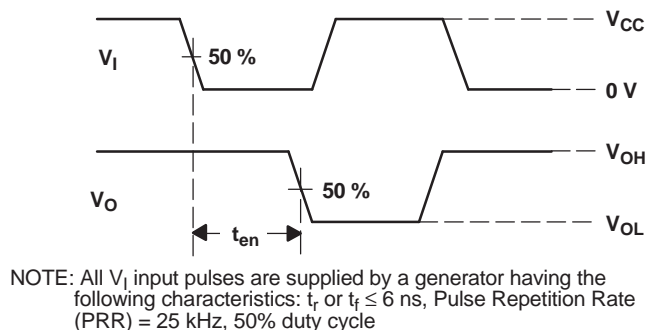 V_CC
V_I
50 %
0 V
V_OH
V_O
50 %
t_en
V_OL
NOTE: All V_I input pulses are supplied by a generator having the
following characteristics: t_r or t_f ≤ 6 ns, Pulse Repetition Rate
(PRR) = 25 kHz, 50% duty cycle